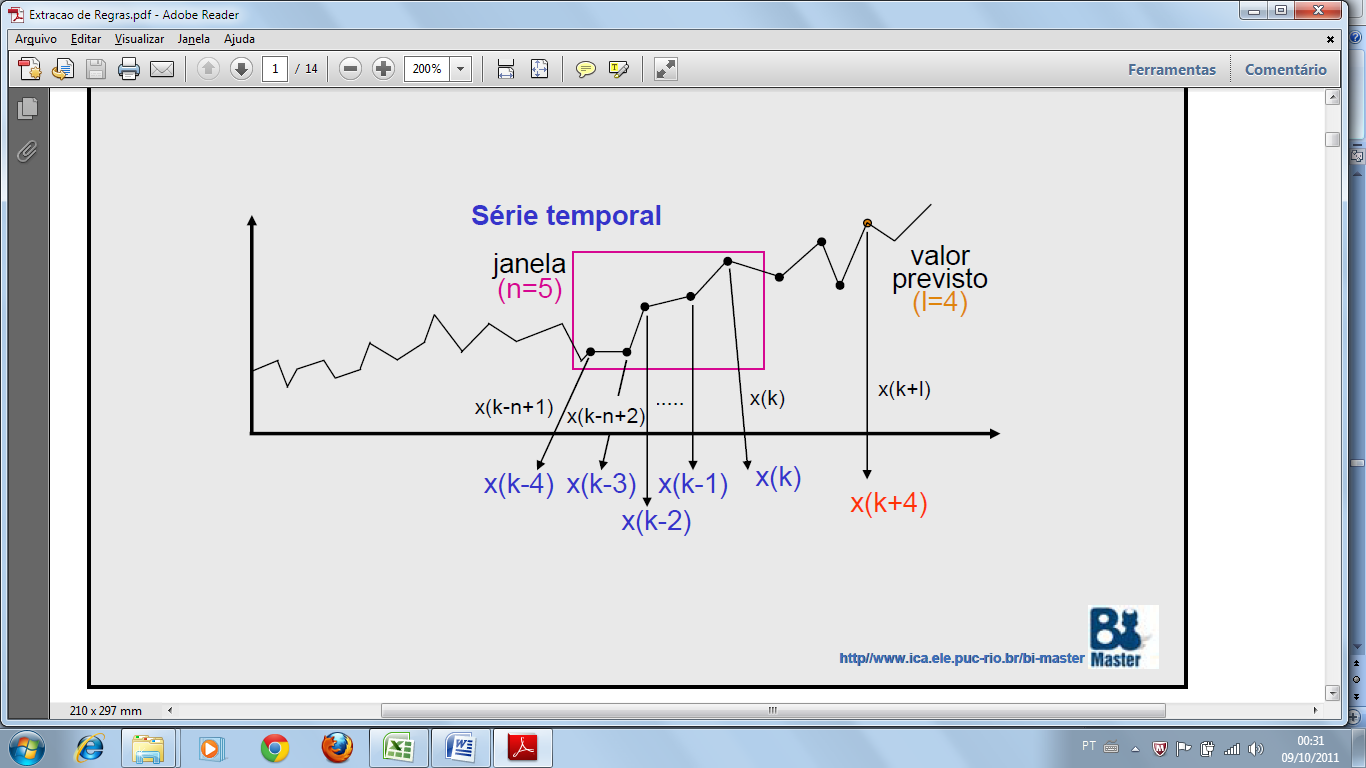 Extracao de Regras.pdf - Adobe Reader
Arquivo Editar Visualizar Janela Ajuda
1 / 14 200% Ferramentas Comentário
Série temporal
janela
(n=5)
valor
previsto
(l=4)
x(k-n+1) x(k-n+2) ..... x(k) x(k+l)
x(k-4) x(k-3) x(k-1) x(k)
x(k-2) x(k+4)
Bi
Master
http//www.ica.ele.puc-rio.br/bi-master
210 x 297 mm
PT 00:31
09/10/2011